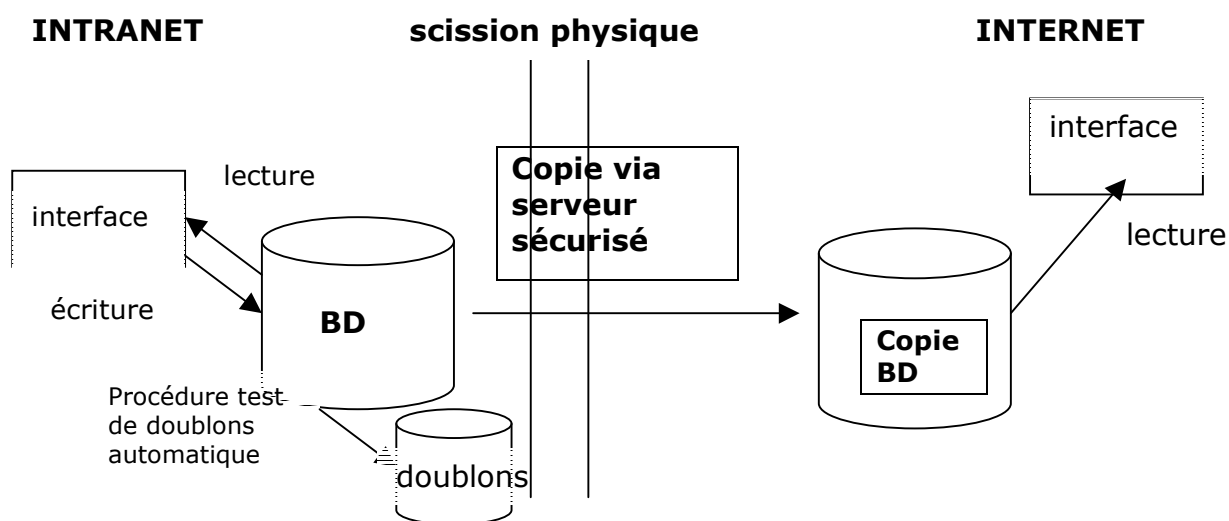 INTRANET
scission physique
INTERNET
interface
lecture
Copie via
serveur
sécurisé
interface
lecture
écriture
BD
Copie
BD
Procédure test
de doublons
automatique
doublons